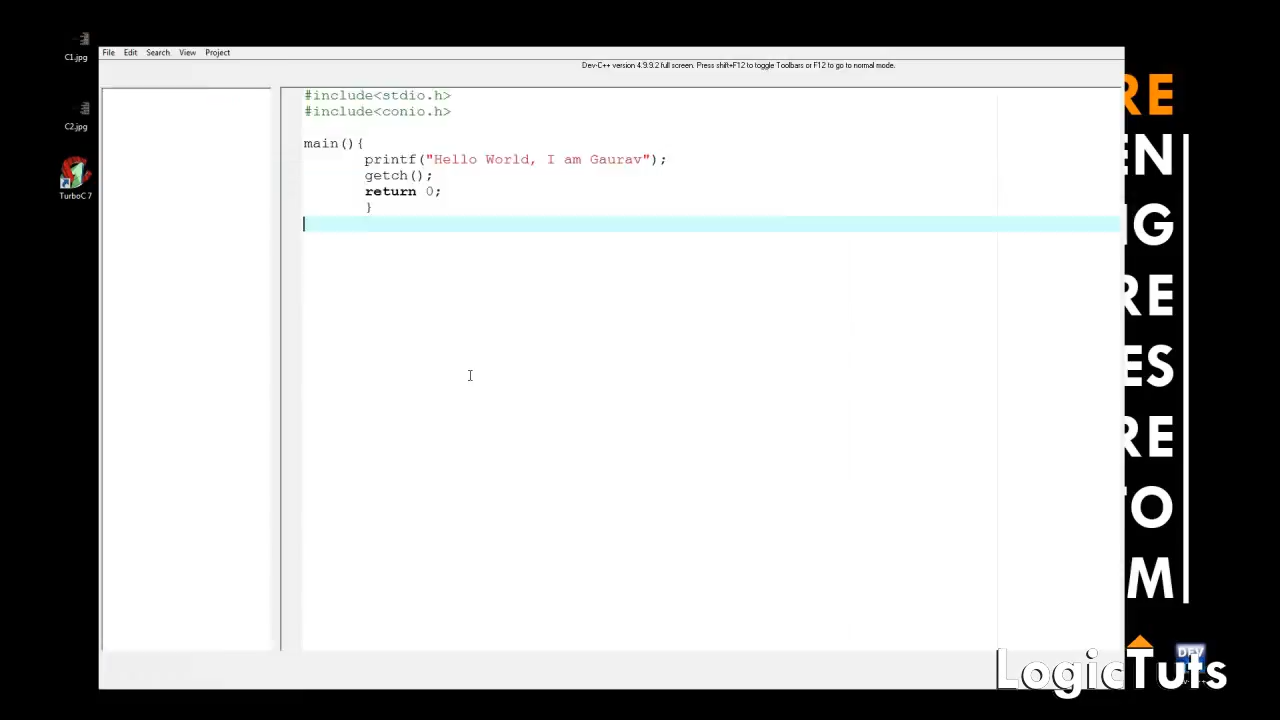 C1.jpg
C2.jpg
TurboC 7
File Edit Search View Project
Dev-C++ version 4.9.9.2 full screen. Press shift+F12 to toggle Toolbars or F12 to go to normal mode.
#include<stdio.h>
#include<conio.h>
main(){
printf("Hello World, I am Gaurav");
getch();
return 0;
}
RE
EN
NG
RE
ES
RE
TO
M
DEV
LogicTuts